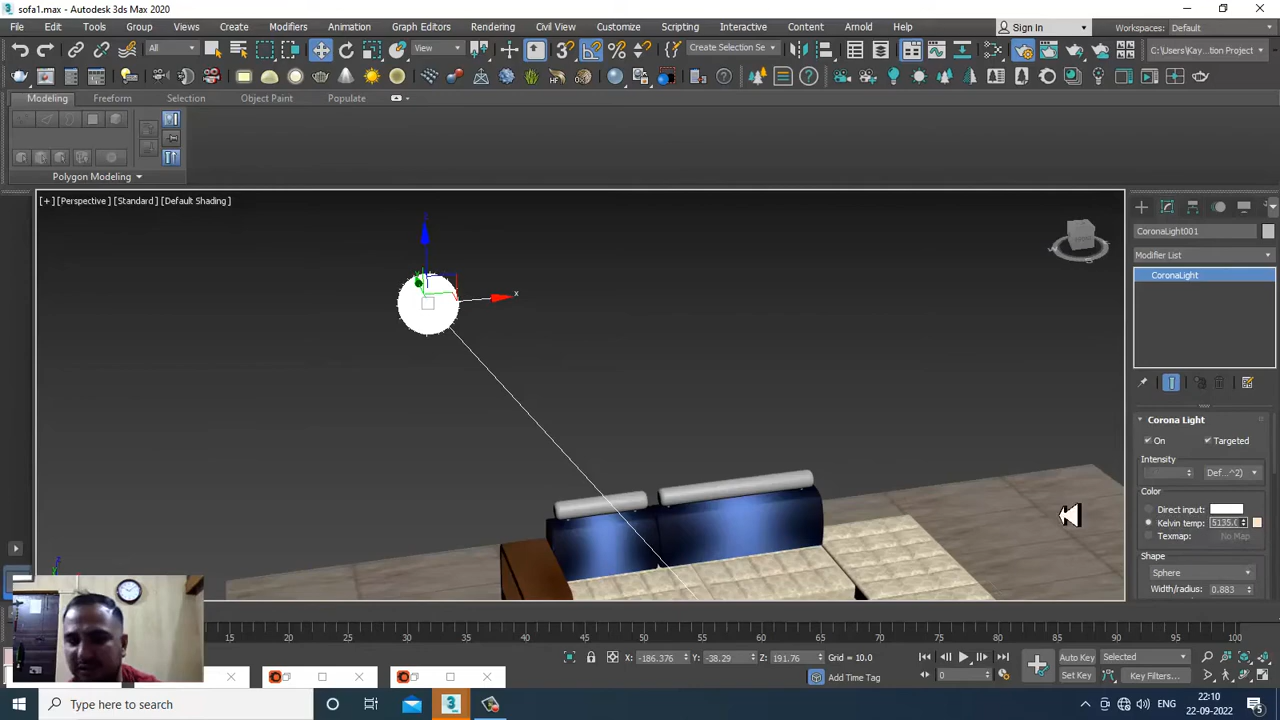 sofa1.max - Autodesk 3ds Max 2020
File Edit Tools Group Views Create Modifiers Animation Graph Editors Rendering Civil View Customize Scripting Interactive Content Arnold Help Sign In Workspaces: Default
All View Create Selection Se C:\Users\Kay ...tion Project
Modeling Freeform Selection Object Paint Populate
Polygon Modeling
[+] [Perspective] [Standard] [Default Shading]
CoronaLight001
Modifier List
CoronaLight
z
x
Corona Light
On Targeted
Intensity
Def...^2)
Color
Direct input:
Kelvin temp: 5135.0
Texmap: No Map
Shape
Sphere
Width/radius: 0.883
15 20 25 30 35 40 45 50 55 60 65 70 75 80 85 90 95 100
X: -186.376 Y: -38.29 Z: 191.76 Grid = 10.0
Add Time Tag
0
Auto Key Selected
Set Key Key Filters...
Type here to search
ENG 22:10
22-09-2022
5